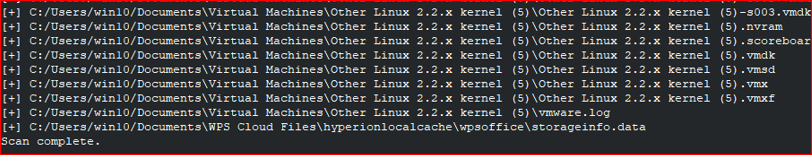 [+] C:/Users/win10/Documents\Virtual Machines\Other Linux 2.2.x kernel (5)\Other Linux 2.2.x kernel (5)-s003.vmdk
[+] C:/Users/win10/Documents\Virtual Machines\Other Linux 2.2.x kernel (5)\Other Linux 2.2.x kernel (5).nvram
[+] C:/Users/win10/Documents\Virtual Machines\Other Linux 2.2.x kernel (5)\Other Linux 2.2.x kernel (5).scoreboar
[+] C:/Users/win10/Documents\Virtual Machines\Other Linux 2.2.x kernel (5)\Other Linux 2.2.x kernel (5).vmdk
[+] C:/Users/win10/Documents\Virtual Machines\Other Linux 2.2.x kernel (5)\Other Linux 2.2.x kernel (5).vmsd
[+] C:/Users/win10/Documents\Virtual Machines\Other Linux 2.2.x kernel (5)\Other Linux 2.2.x kernel (5).vmx
[+] C:/Users/win10/Documents\Virtual Machines\Other Linux 2.2.x kernel (5)\Other Linux 2.2.x kernel (5).vmxf
[+] C:/Users/win10/Documents\Virtual Machines\Other Linux 2.2.x kernel (5)\vmware.log
[+] C:/Users/win10/Documents\WPS Cloud Files\hyperionlocalcache\wpsoffice\storageinfo.data
Scan complete.